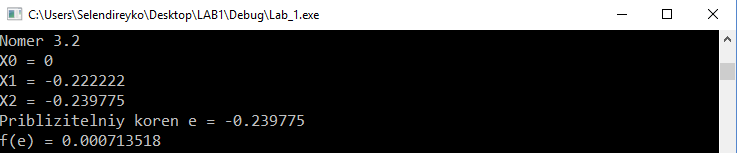 C:\Users\Selendireyko\Desktop\LAB1\Debug\Lab_1.exe
Nomer 3.2
X0 = 0
X1 = -0.222222
X2 = -0.239775
Priblizitelniy koren e = -0.239775
f(e) = 0.000713518